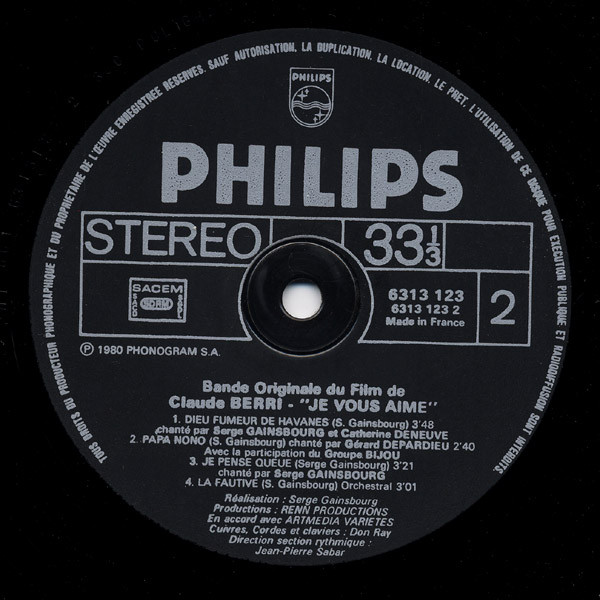 TOUS DROITS DU PRODUCTEUR PHONOGRAPHIQUE ET DU PROPRIETAIRE DE L'ŒUVRE ENREGISTREE RESERVES. SAUF AUTORISATION, LA DUPLICATION, LA LOCATION, LE PRET, L'UTILISATION DE CE DISQUE POUR EXECUTION PUBLIQUE ET RADIODIFFUSION SONT INTERDITS
PHILIPS
PHILIPS
STEREO
33⅓
SACEM
SACD SDRM SGDL
6313 123
6313 123 2
Made in France
2
℗ 1980 PHONOGRAM S.A.
Bande Originale du Film de
Claude BERRI - "JE VOUS AIME"
1. DIEU FUMEUR DE HAVANES (S. Gainsbourg) 3'48
chanté par Serge GAINSBOURG et Catherine DENEUVE
2. PAPA NONO (S. Gainsbourg) chanté par Gérard DEPARDIEU 2'40
Avec la participation du Groupe BIJOU
3. JE PENSE QUEUE (Serge Gainsbourg) 3'21
chanté par Serge GAINSBOURG
4. LA FAUTIVE (S. Gainsbourg) Orchestral 3'01
Réalisation : Serge Gainsbourg
Productions : RENN PRODUCTIONS
En accord avec ARTMEDIA VARIETES
Cuivres, Cordes et claviers : Don Ray
Direction section rythmique :
Jean-Pierre Sabar